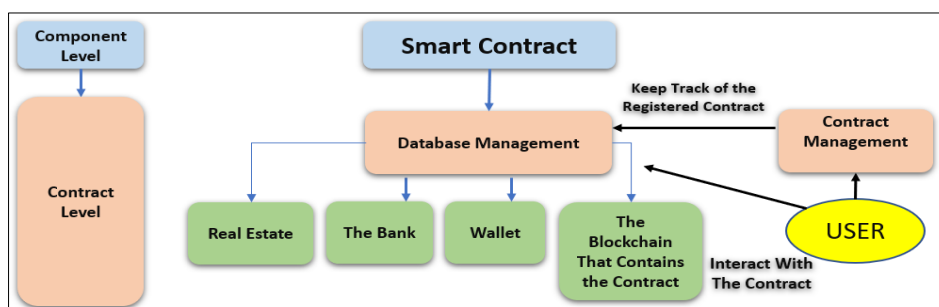 Component
Level
Smart Contract
Keep Track of the
Registered Contract
Contract
Level
Database Management
Contract
Management
Real Estate
The Bank
Wallet
The
Blockchain
That Contains
the Contract
USER
Interact With
The Contract